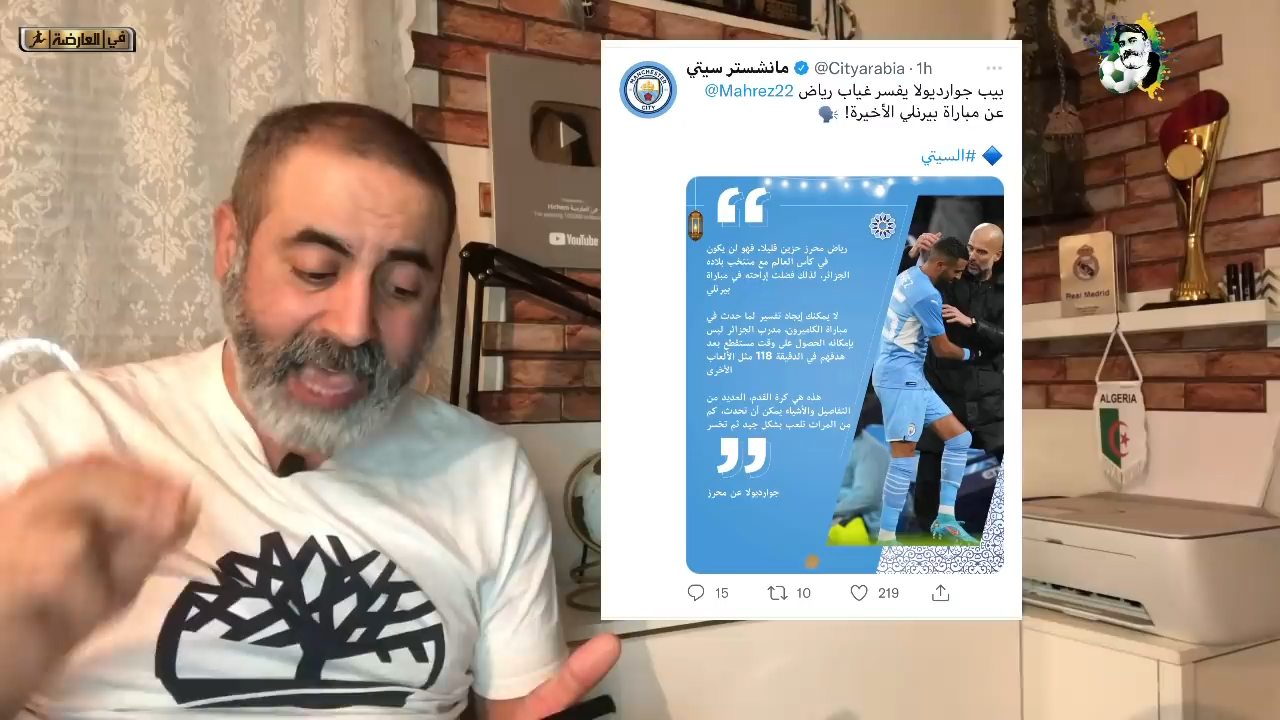 في العارضة
مانشستر سيتي @Cityarabia · 1h
بيب جوارديولا يفسر غياب رياض @Mahrez22
عن مباراة بيرنلي الأخيرة!
#السيتي
رياض محرز حزين قليلا، فهو لن يكون
في كأس العالم مع منتخب بلاده
الجزائر، لذلك فضلت إراحته في مباراة
بيرنلي
لا يمكنك إيجاد تفسير لما حدث في
مباراة الكاميرون، مدرب الجزائر ليس
بإمكانه الحصول على وقت مستقطع بعد
هدفهم في الدقيقة 118 مثل الألعاب
الأخرى
هذه هي كرة القدم، العديد من
التفاصيل والأشياء يمكن أن تحدث، كم
من المرات تلعب بشكل جيد ثم تخسر
جوارديولا عن محرز
15 10 219
MANCHESTER
CITY
YouTube
Real Madrid
ALGERIA